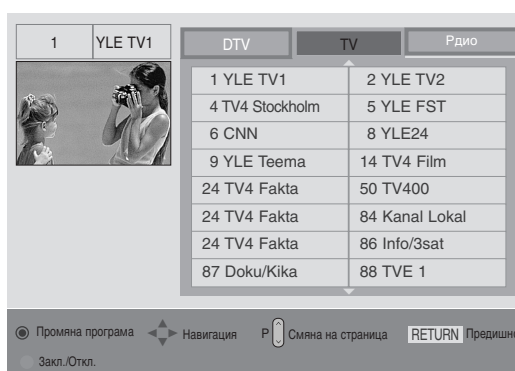 1 YLE TV1
DTV TV Рдио
1 YLE TV1 2 YLE TV2
4 TV4 Stockholm 5 YLE FST
6 CNN 8 YLE24
9 YLE Teema 14 TV4 Film
24 TV4 Fakta 50 TV400
24 TV4 Fakta 84 Kanal Lokal
24 TV4 Fakta 86 Info/3sat
87 Doku/Kika 88 TVE 1
Промяна програма Навигация P Смяна на страница RETURN Предишно
Закл./Откл.